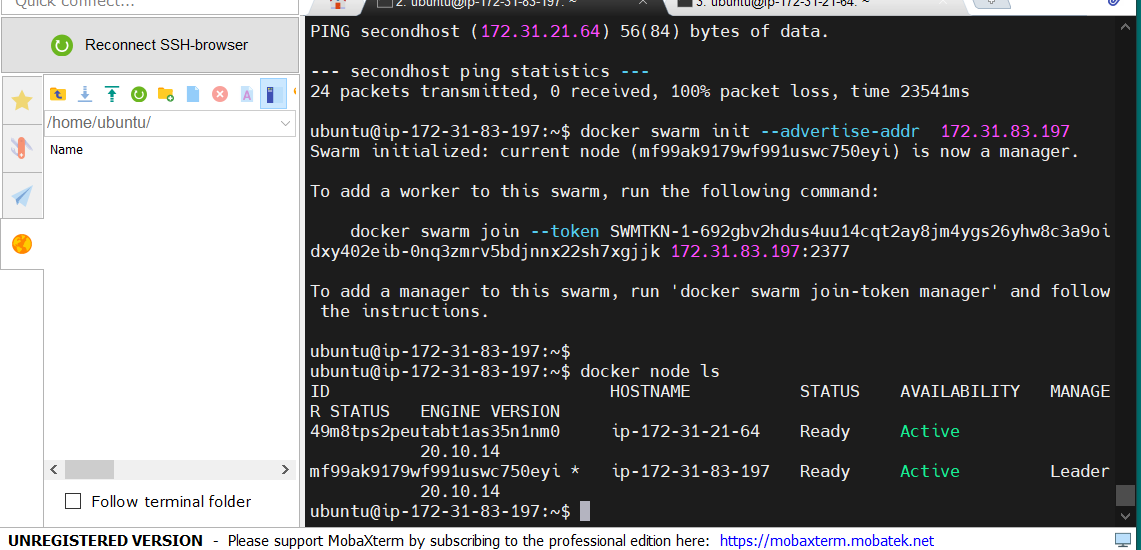 Quick connect...
2. ubuntu@ip-172-31-83-197: ~
3. ubuntu@ip-172-31-21-64: ~
Reconnect SSH-browser
/home/ubuntu/
Name
Follow terminal folder
PING secondhost (172.31.21.64) 56(84) bytes of data.
--- secondhost ping statistics ---
24 packets transmitted, 0 received, 100% packet loss, time 23541ms
ubuntu@ip-172-31-83-197:~$ docker swarm init --advertise-addr  172.31.83.197
Swarm initialized: current node (mf99ak9179wf991uswc750eyi) is now a manager.
To add a worker to this swarm, run the following command:
docker swarm join --token SWMTKN-1-692gbv2hdus4uu14cqt2ay8jm4ygs26yhw8c3a9oi
dxy402eib-0nq3zmrv5bdjnnx22sh7xgjjk 172.31.83.197:2377
To add a manager to this swarm, run 'docker swarm join-token manager' and follow
the instructions.
ubuntu@ip-172-31-83-197:~$
ubuntu@ip-172-31-83-197:~$ docker node ls
ID HOSTNAME STATUS AVAILABILITY MANAGE
R STATUS ENGINE VERSION
49m8tps2peutabt1as35n1nm0 ip-172-31-21-64 Ready Active
20.10.14
mf99ak9179wf991uswc750eyi * ip-172-31-83-197 Ready Active Leader
20.10.14
ubuntu@ip-172-31-83-197:~$
UNREGISTERED VERSION - Please support MobaXterm by subscribing to the professional edition here: https://mobaxterm.mobatek.net